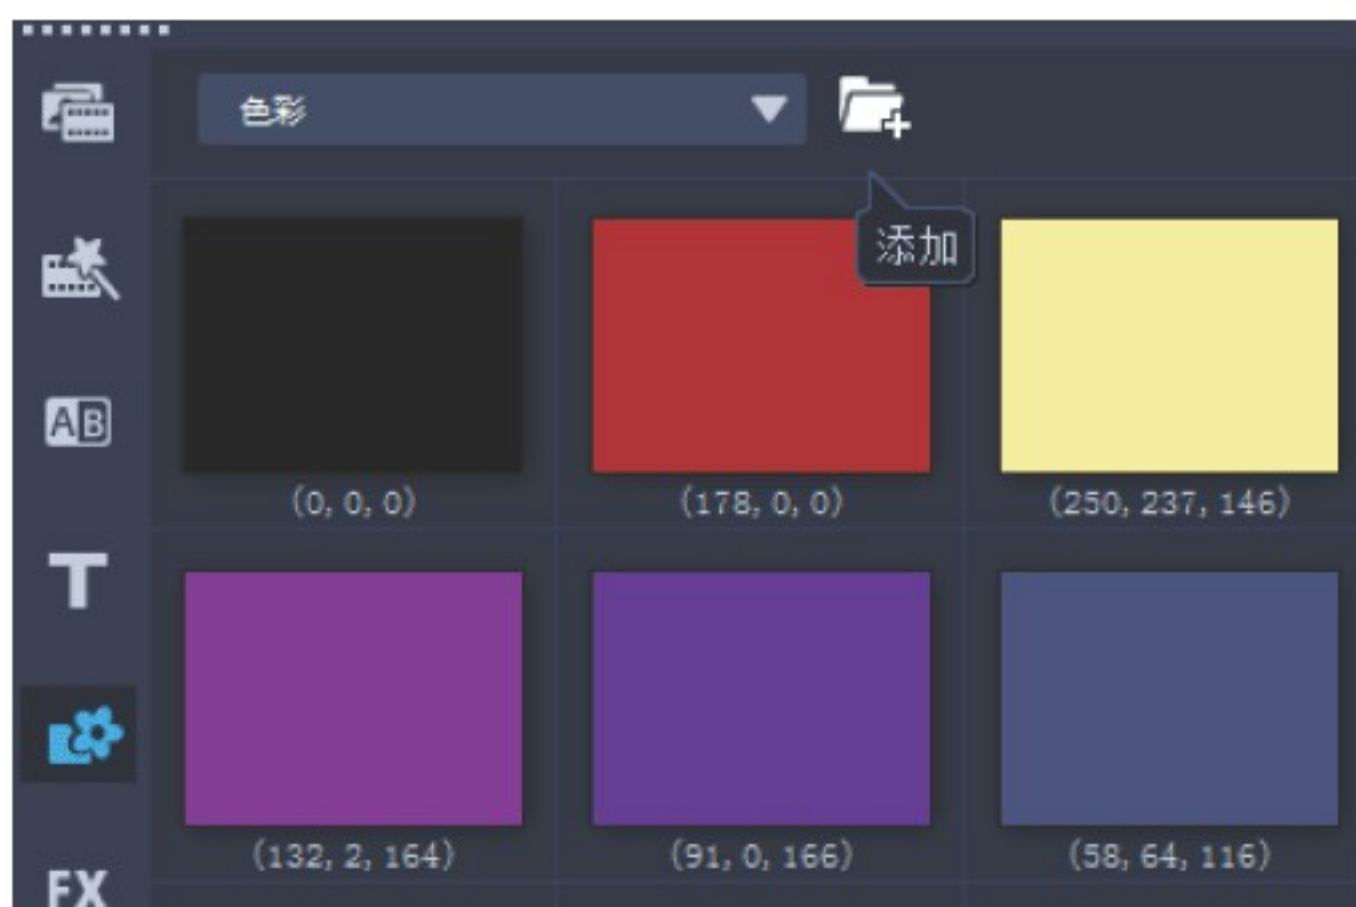 色彩
添加
(0, 0, 0)
(178, 0, 0)
(250, 237, 146)
AB
T
(132, 2, 164)
(91, 0, 166)
(58, 64, 116)
FX